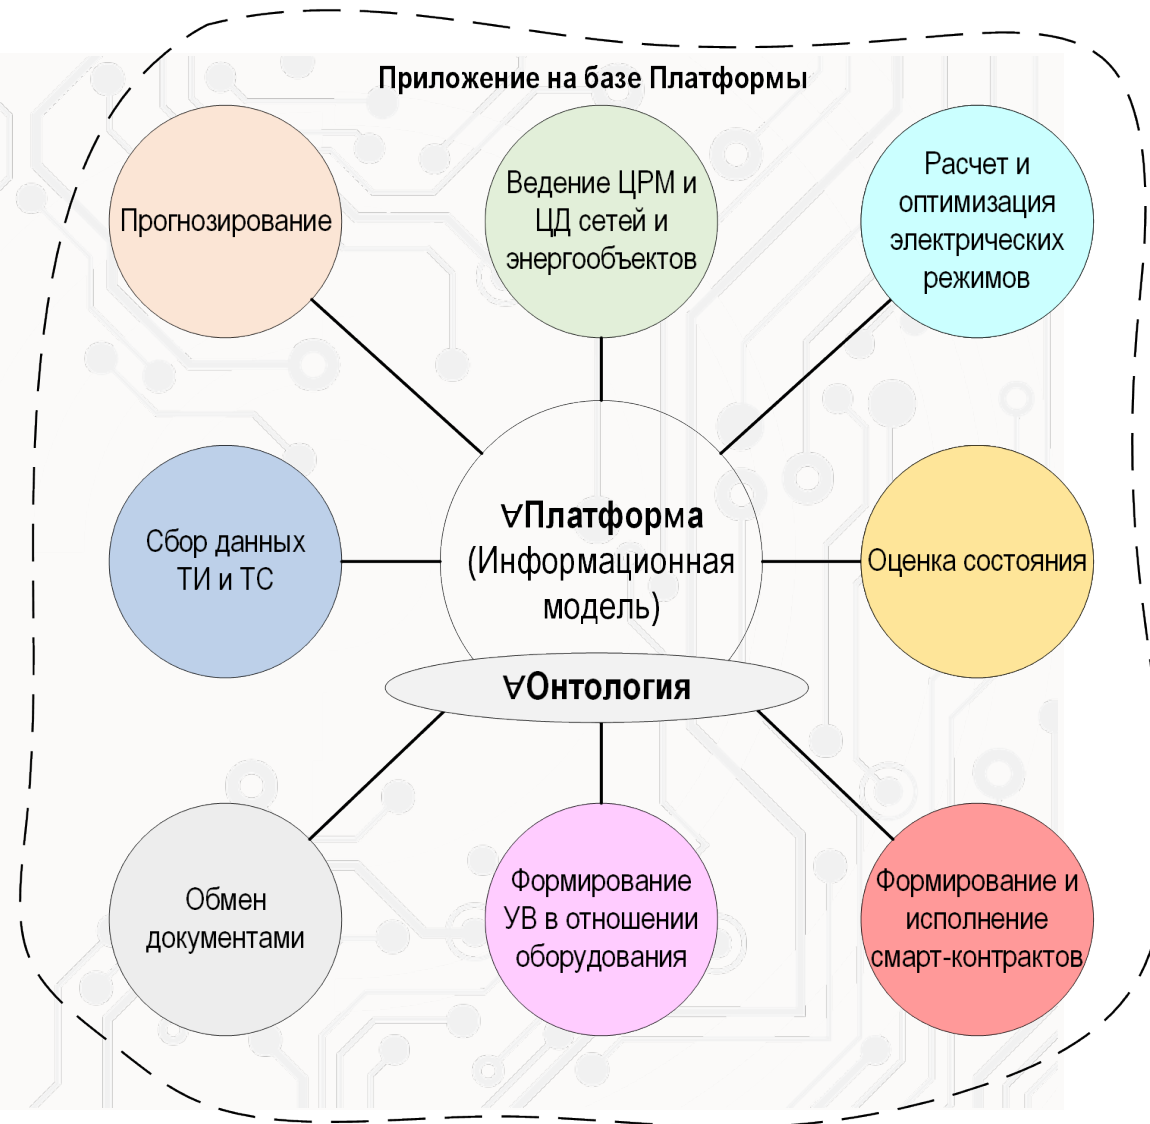 Приложение на базе Платформы
Прогнозирование
Ведение ЦРМ и
ЦД сетей и
энергообъектов
Расчет и
оптимизация
электрических
режимов
Сбор данных
ТИ и ТС
∀Платформа
(Информационная
модель)
Оценка состояния
∀Онтология
Обмен
документами
Формирование
УВ в отношении
оборудования
Формирование и
исполнение
смарт-контрактов